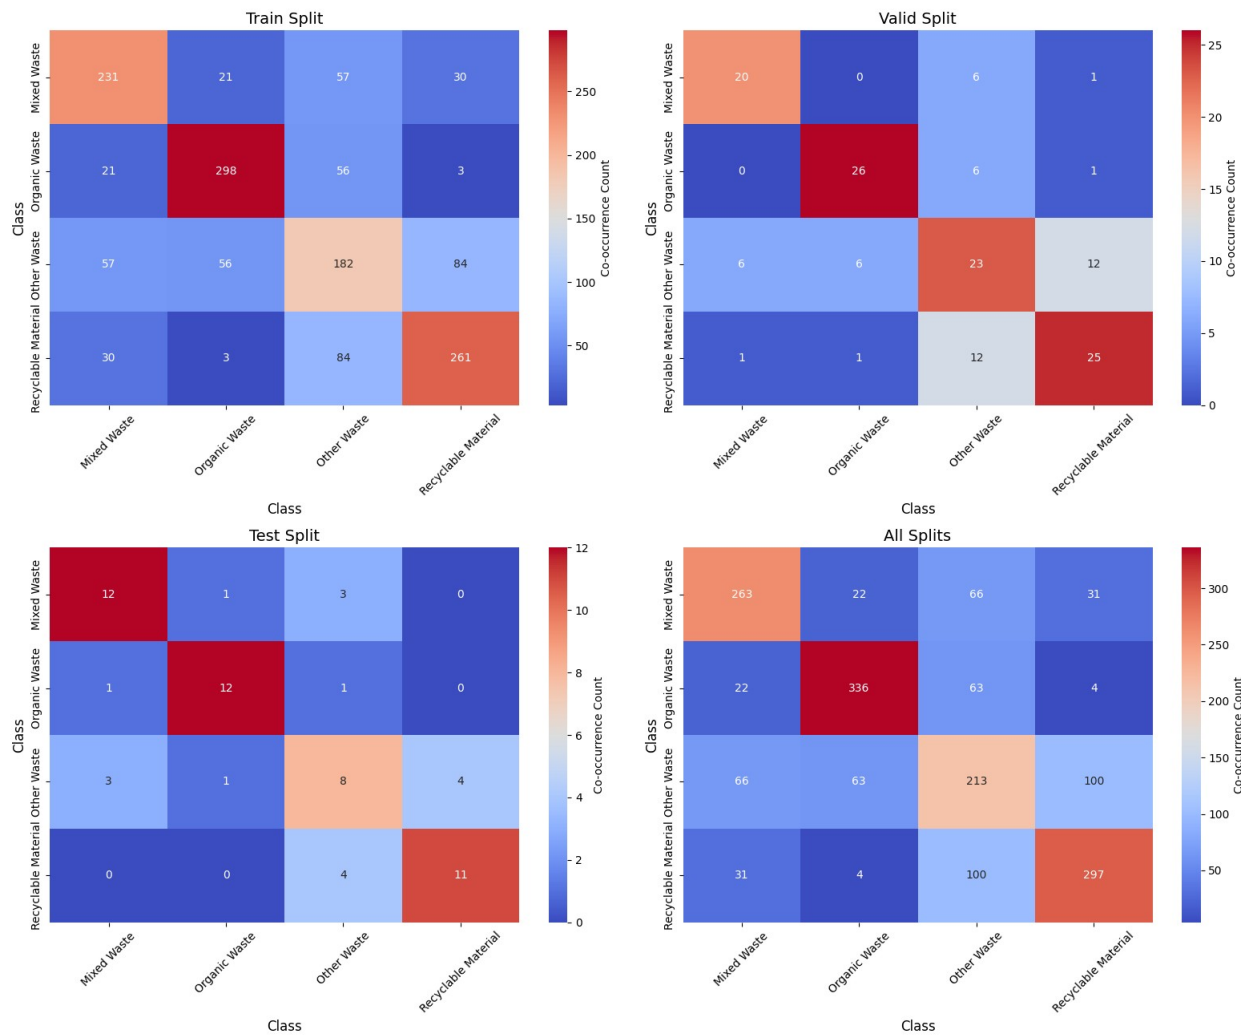 Train Split
Mixed Waste 231 21 57 30
Organic Waste 21 298 56 3
Other Waste 57 56 182 84
Recyclable Material 30 3 84 261
Mixed Waste Organic Waste Other Waste Recyclable Material
Class
Class
250
200
150
100
50
Co-occurrence Count
Valid Split
Mixed Waste 20 0 6 1
Organic Waste 0 26 6 1
Other Waste 6 6 23 12
Recyclable Material 1 1 12 25
Mixed Waste Organic Waste Other Waste Recyclable Material
Class
Class
25
20
15
10
5
0
Co-occurrence Count
Test Split
Mixed Waste 12 1 3 0
Organic Waste 1 12 1 0
Other Waste 3 1 8 4
Recyclable Material 0 0 4 11
Mixed Waste Organic Waste Other Waste Recyclable Material
Class
Class
12
10
8
6
4
2
0
Co-occurrence Count
All Splits
Mixed Waste 263 22 66 31
Organic Waste 22 336 63 4
Other Waste 66 63 213 100
Recyclable Material 31 4 100 297
Mixed Waste Organic Waste Other Waste Recyclable Material
Class
Class
300
250
200
150
100
50
Co-occurrence Count